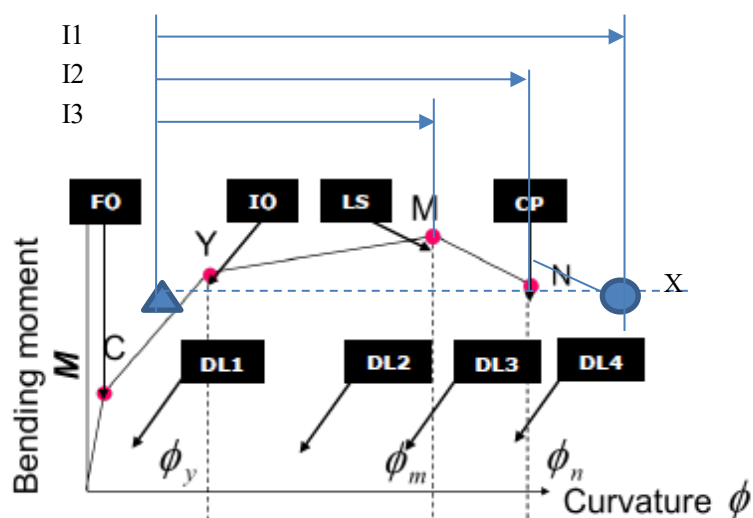 I1
I2
I3
FO
IO
LS
CP
Y
M
N
X
C
DL1
DL2
DL3
DL4
Bending moment
M
ϕy
ϕm
ϕn
Curvature ϕ